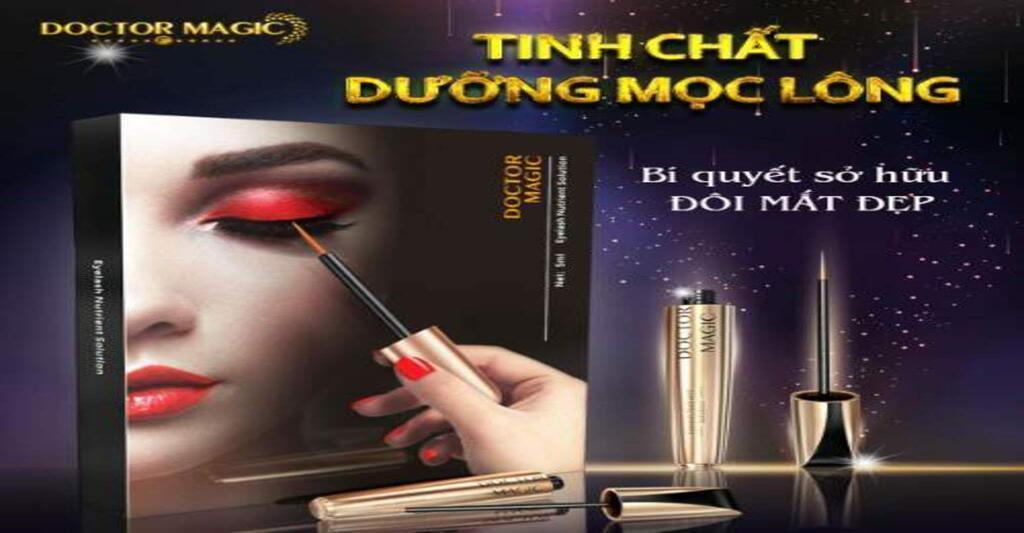 DOCTOR MAGIC
TINH CHẤT
DƯỠNG MỌC LÔNG
Bí quyết sở hữu
ĐÔI MẮT ĐẸP
DOCTOR
MAGIC
Net: 5ml Eyelash Nutrient Solution
Eyelash Nutrient Solution
DOCTOR
MAGIC
MAGIC